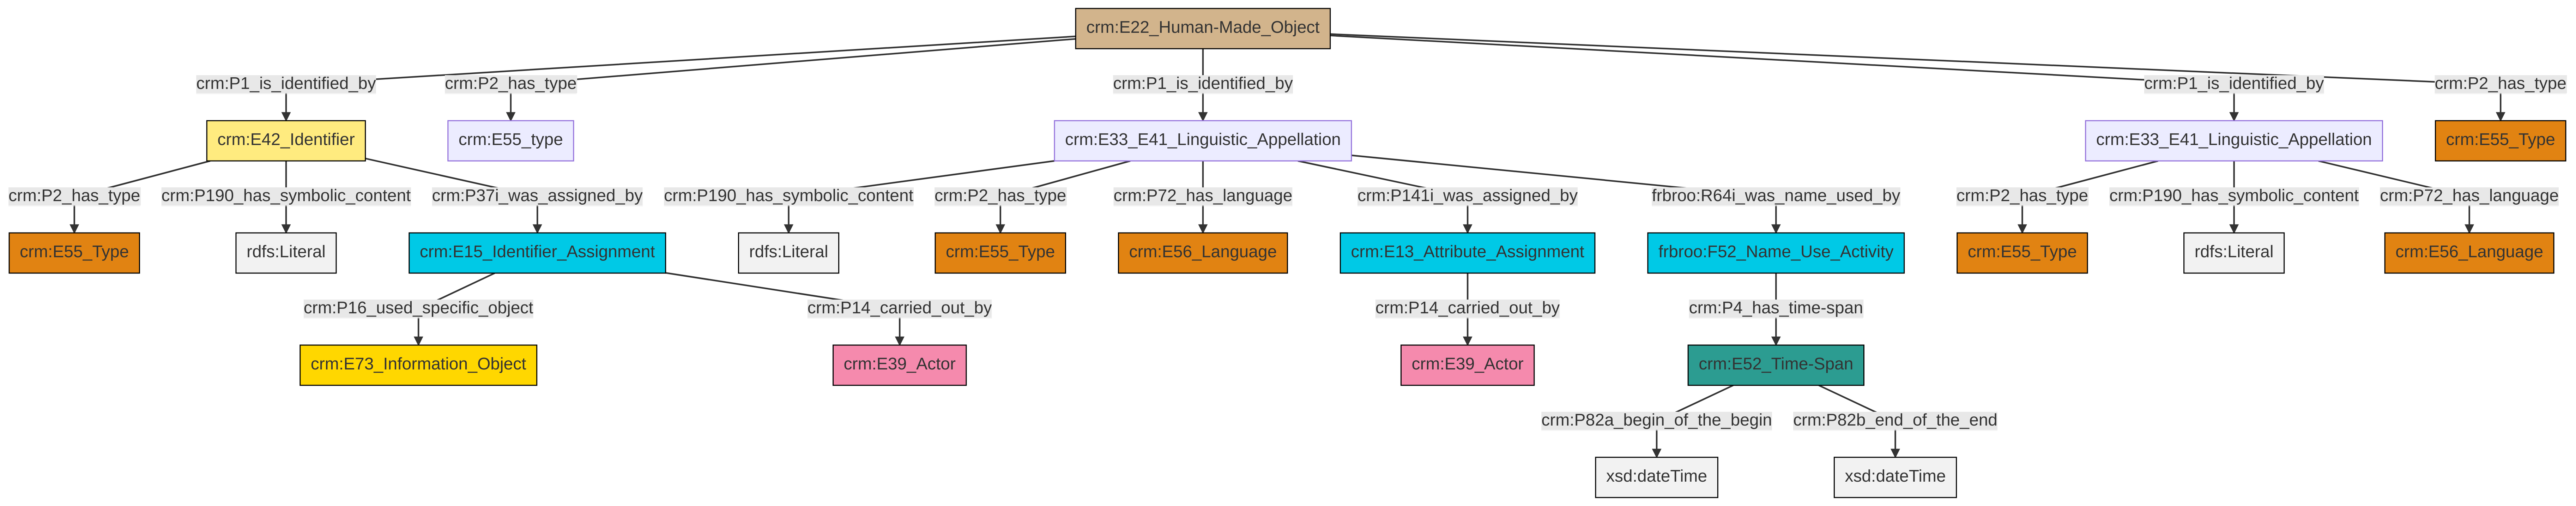 crm:E22_Human-Made_Object
crm:P1_is_identified_by
crm:P2_has_type
crm:P1_is_identified_by
crm:P1_is_identified_by
crm:P2_has_type
crm:E42_Identifier
crm:E55_type
crm:E33_E41_Linguistic_Appellation
crm:E33_E41_Linguistic_Appellation
crm:E55_Type
crm:P2_has_type
crm:P190_has_symbolic_content
crm:P37i_was_assigned_by
crm:P190_has_symbolic_content
crm:P2_has_type
crm:P72_has_language
crm:P141i_was_assigned_by
frbroo:R64i_was_name_used_by
crm:P2_has_type
crm:P190_has_symbolic_content
crm:P72_has_language
crm:E55_Type
rdfs:Literal
crm:E15_Identifier_Assignment
rdfs:Literal
crm:E55_Type
crm:E56_Language
crm:E13_Attribute_Assignment
frbroo:F52_Name_Use_Activity
crm:E55_Type
rdfs:Literal
crm:E56_Language
crm:P16_used_specific_object
crm:P14_carried_out_by
crm:P14_carried_out_by
crm:P4_has_time-span
crm:E73_Information_Object
crm:E39_Actor
crm:E39_Actor
crm:E52_Time-Span
crm:P82a_begin_of_the_begin
crm:P82b_end_of_the_end
xsd:dateTime
xsd:dateTime